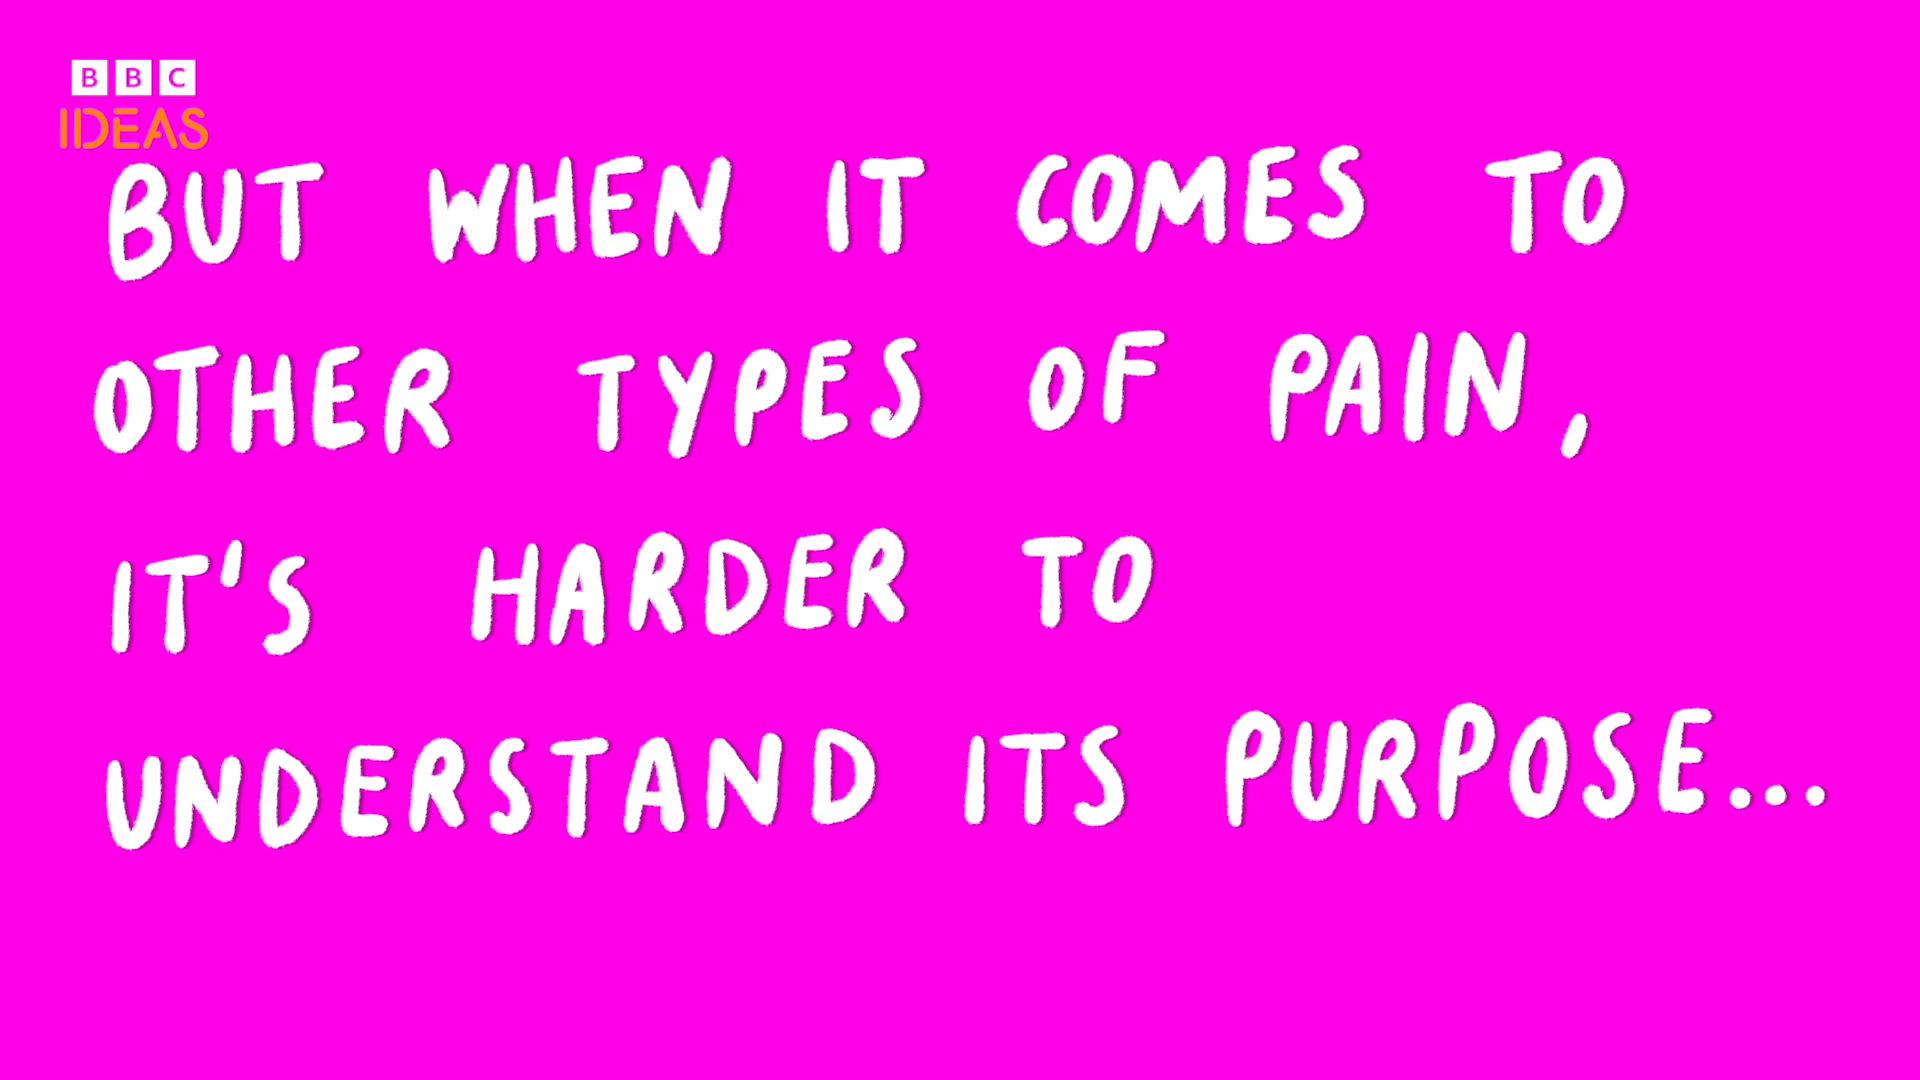 BBC
IDEAS
BUT WHEN IT COMES TO
OTHER TYPES OF PAIN,
IT'S HARDER TO
UNDERSTAND ITS PURPOSE...